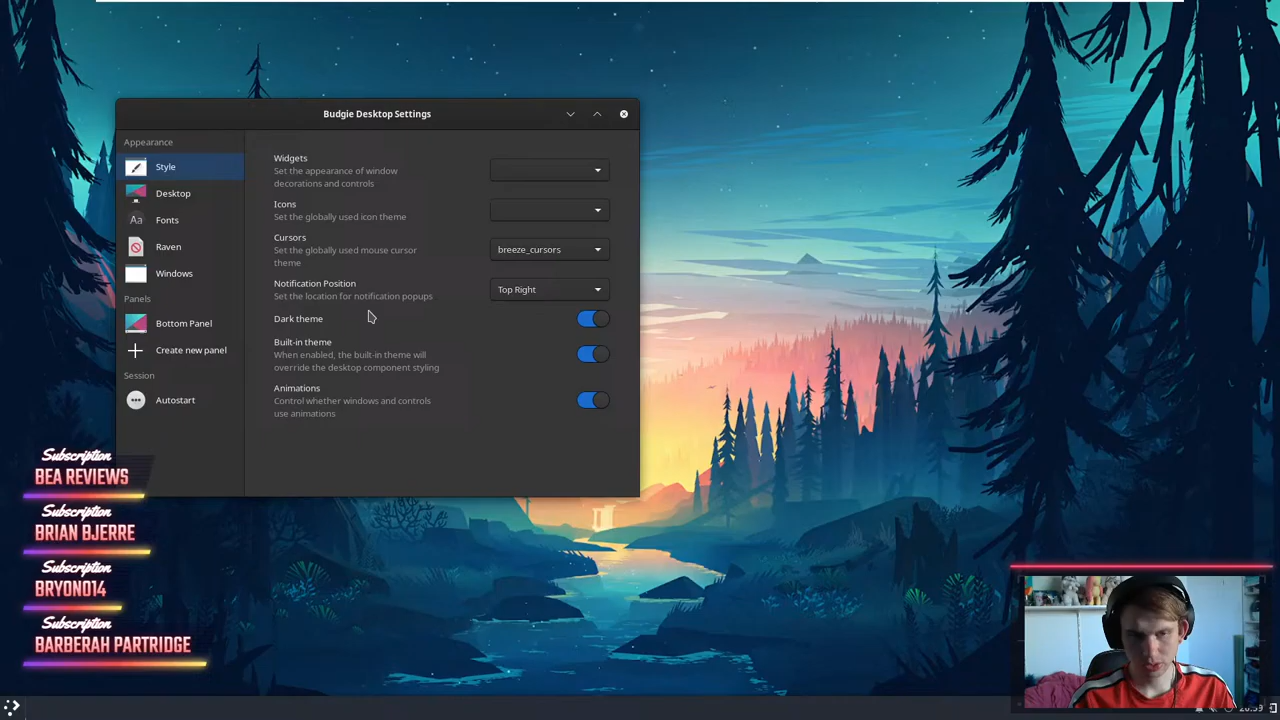 Budgie Desktop Settings
Appearance
Style
Desktop
Fonts
Raven
Windows
Panels
Bottom Panel
Create new panel
Session
Autostart
Widgets
Set the appearance of window
decorations and controls
Icons
Set the globally used icon theme
Cursors
Set the globally used mouse cursor
theme
breeze_cursors
Notification Position
Set the location for notification popups
Top Right
Dark theme
Built-in theme
When enabled, the built-in theme will
override the desktop component styling
Animations
Control whether windows and controls
use animations
Subscription
BEA REVIEWS
Subscription
BRIAN BJERRE
Subscription
BRYONO14
Subscription
BARBERAH PARTRIDGE